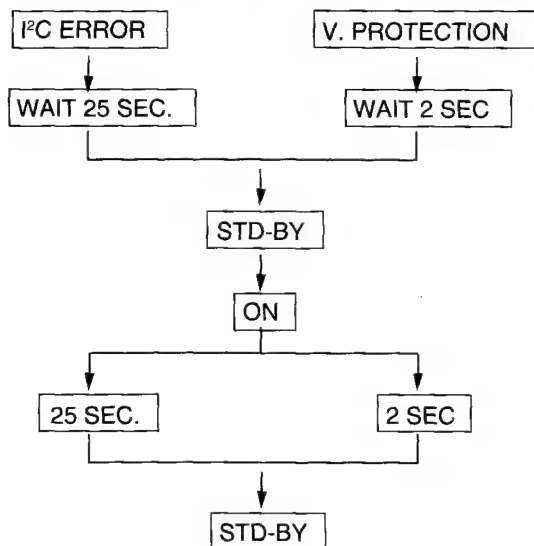 I²C ERROR
V. PROTECTION
WAIT 25 SEC.
WAIT 2 SEC
STD-BY
ON
25 SEC.
2 SEC
STD-BY